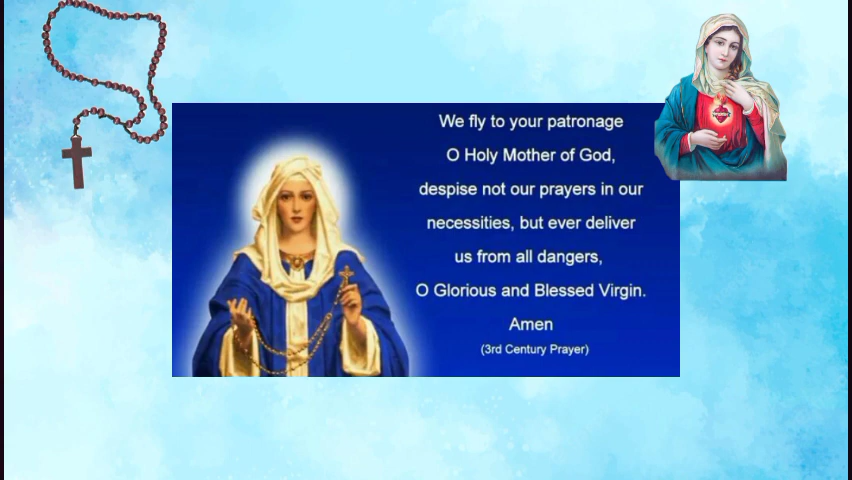 We fly to your patronage
O Holy Mother of God,
despise not our prayers in our
necessities, but ever deliver
us from all dangers,
O Glorious and Blessed Virgin.
Amen
(3rd Century Prayer)